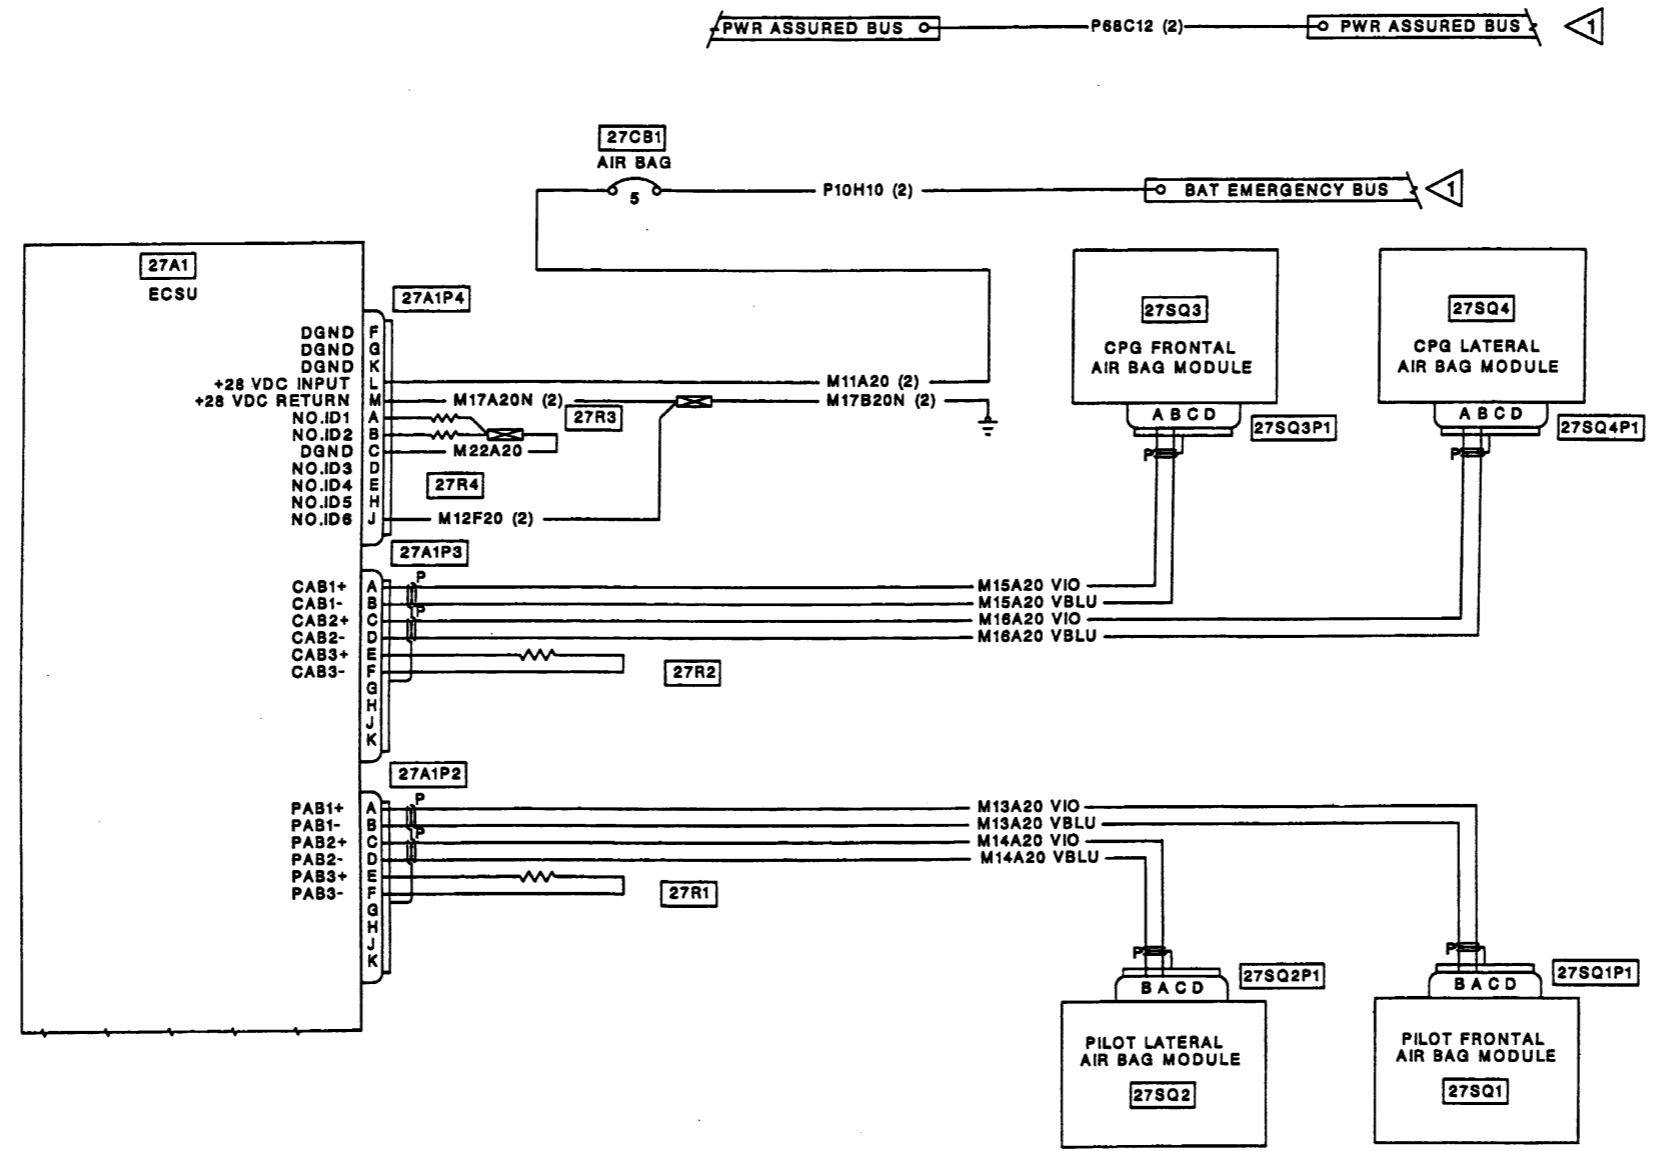 PWR ASSURED BUS P68C12 (2) PWR ASSURED BUS 1
27CB1
AIR BAG
5
P10H10 (2)
BAT EMERGENCY BUS 1
27A1
ECSU
27A1P4
DGND F
DGND G
DGND K
+28 VDC INPUT L M11A20 (2)
+28 VDC RETURN M M17A20N (2) M17B20N (2)
27R3
NO.ID1 A
NO.ID2 B
DGND C M22A20
NO.ID3 D
27R4
NO.ID4 E
NO.ID5 H
NO.ID6 J M12F20 (2)
27SQ3
CPG FRONTAL
AIR BAG MODULE
A B C D
27SQ3P1
P
27SQ4
CPG LATERAL
AIR BAG MODULE
A B C D
27SQ4P1
P
27A1P3
P
CAB1+ A M15A20 VIO
CAB1- B M15A20 VBLU
P
CAB2+ C M16A20 VIO
CAB2- D M16A20 VBLU
CAB3+ E
CAB3- F
27R2
G
H
J
K
27A1P2
P
PAB1+ A M13A20 VIO
PAB1- B M13A20 VBLU
P
PAB2+ C M14A20 VIO
PAB2- D M14A20 VBLU
PAB3+ E
PAB3- F
27R1
G
H
J
K
P
27SQ2P1
B A C D
PILOT LATERAL
AIR BAG MODULE
27SQ2
P
27SQ1P1
B A C D
PILOT FRONTAL
AIR BAG MODULE
27SQ1